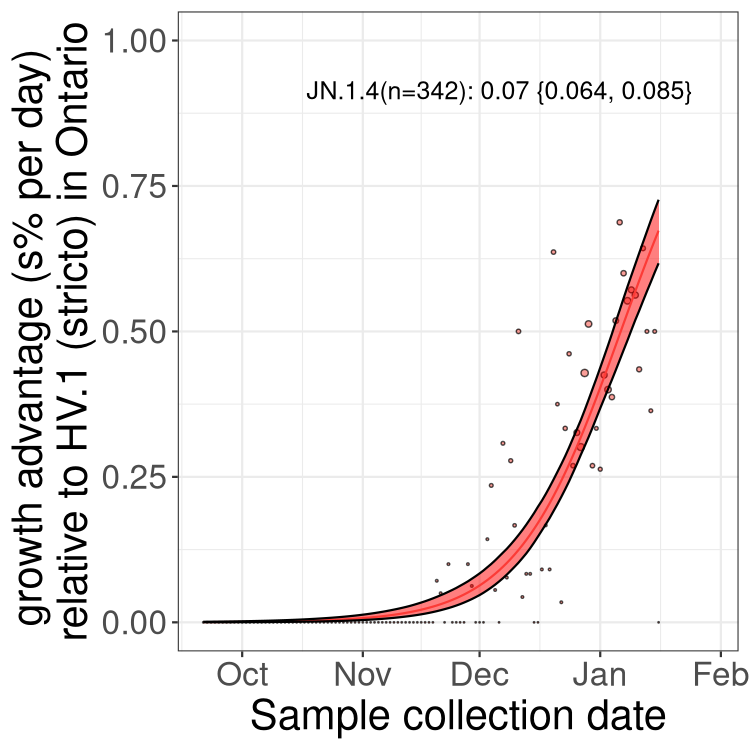 growth advantage (s% per day)
relative to HV.1 (stricto) in Ontario
1.00
0.75
0.50
0.25
0.00
JN.1.4(n=342): 0.07 {0.064, 0.085}
Oct Nov Dec Jan Feb
Sample collection date